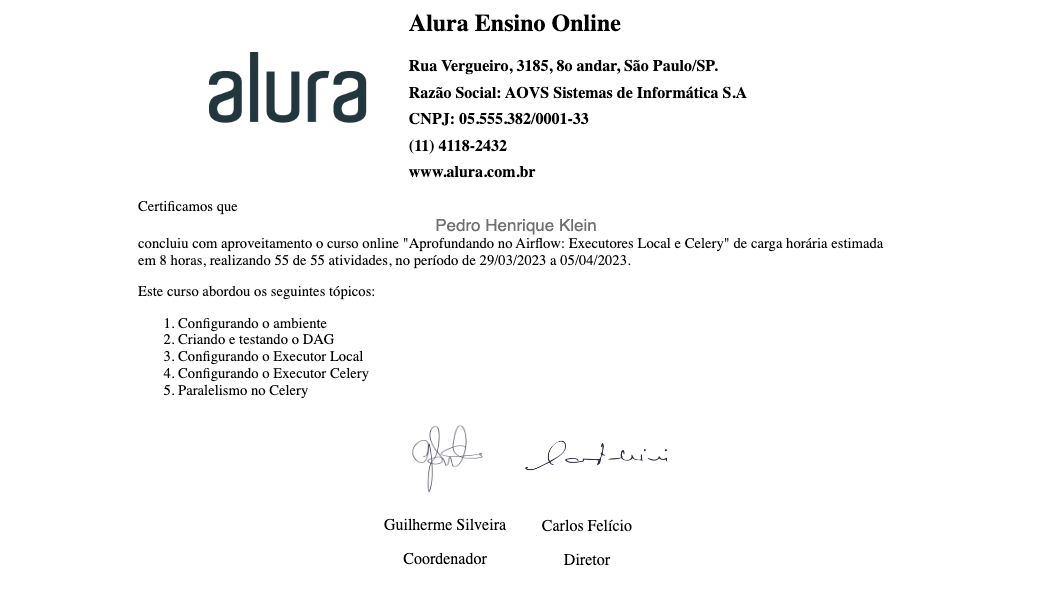 Alura Ensino Online
alura
Rua Vergueiro, 3185, 8o andar, São Paulo/SP.
Razão Social: AOVS Sistemas de Informática S.A
CNPJ: 05.555.382/0001-33
(11) 4118-2432
www.alura.com.br
Certificamos que
Pedro Henrique Klein
concluiu com aproveitamento o curso online "Aprofundando no Airflow: Executores Local e Celery" de carga horária estimada
em 8 horas, realizando 55 de 55 atividades, no período de 29/03/2023 a 05/04/2023.
Este curso abordou os seguintes tópicos:
1. Configurando o ambiente
2. Criando e testando o DAG
3. Configurando o Executor Local
4. Configurando o Executor Celery
5. Paralelismo no Celery
Guilherme Silveira Carlos Felício
Coordenador Diretor